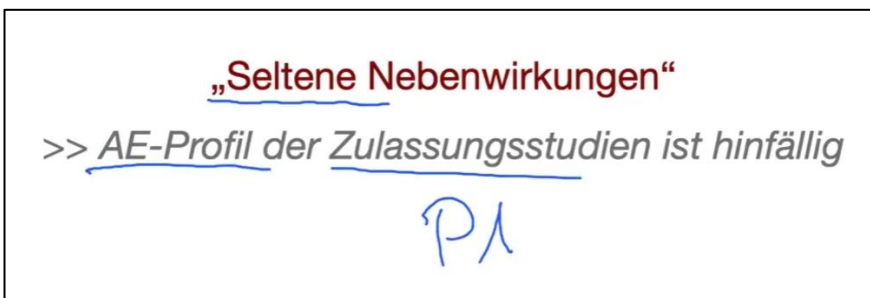 „Seltene Nebenwirkungen“
>> AE-Profil der Zulassungsstudien ist hinfällig
P1